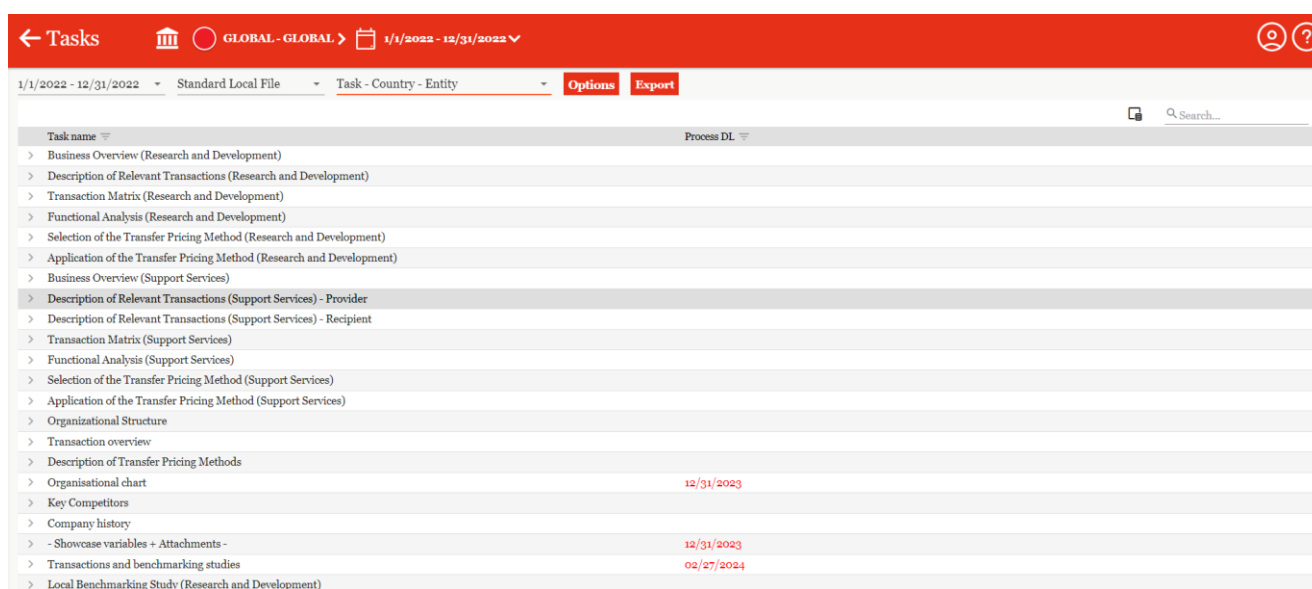 Tasks GLOBAL - GLOBAL 1/1/2022 - 12/31/2022
1/1/2022 - 12/31/2022 Standard Local File Task - Country - Entity Options Export
Search...
Task name Process DL
Business Overview (Research and Development)
Description of Relevant Transactions (Research and Development)
Transaction Matrix (Research and Development)
Functional Analysis (Research and Development)
Selection of the Transfer Pricing Method (Research and Development)
Application of the Transfer Pricing Method (Research and Development)
Business Overview (Support Services)
Description of Relevant Transactions (Support Services) - Provider
Description of Relevant Transactions (Support Services) - Recipient
Transaction Matrix (Support Services)
Functional Analysis (Support Services)
Selection of the Transfer Pricing Method (Support Services)
Application of the Transfer Pricing Method (Support Services)
Organizational Structure
Transaction overview
Description of Transfer Pricing Methods
Organisational chart 12/31/2023
Key Competitors
Company history
- Showcase variables + Attachments - 12/31/2023
Transactions and benchmarking studies 02/27/2024
Local Benchmarking Study (Research and Development)